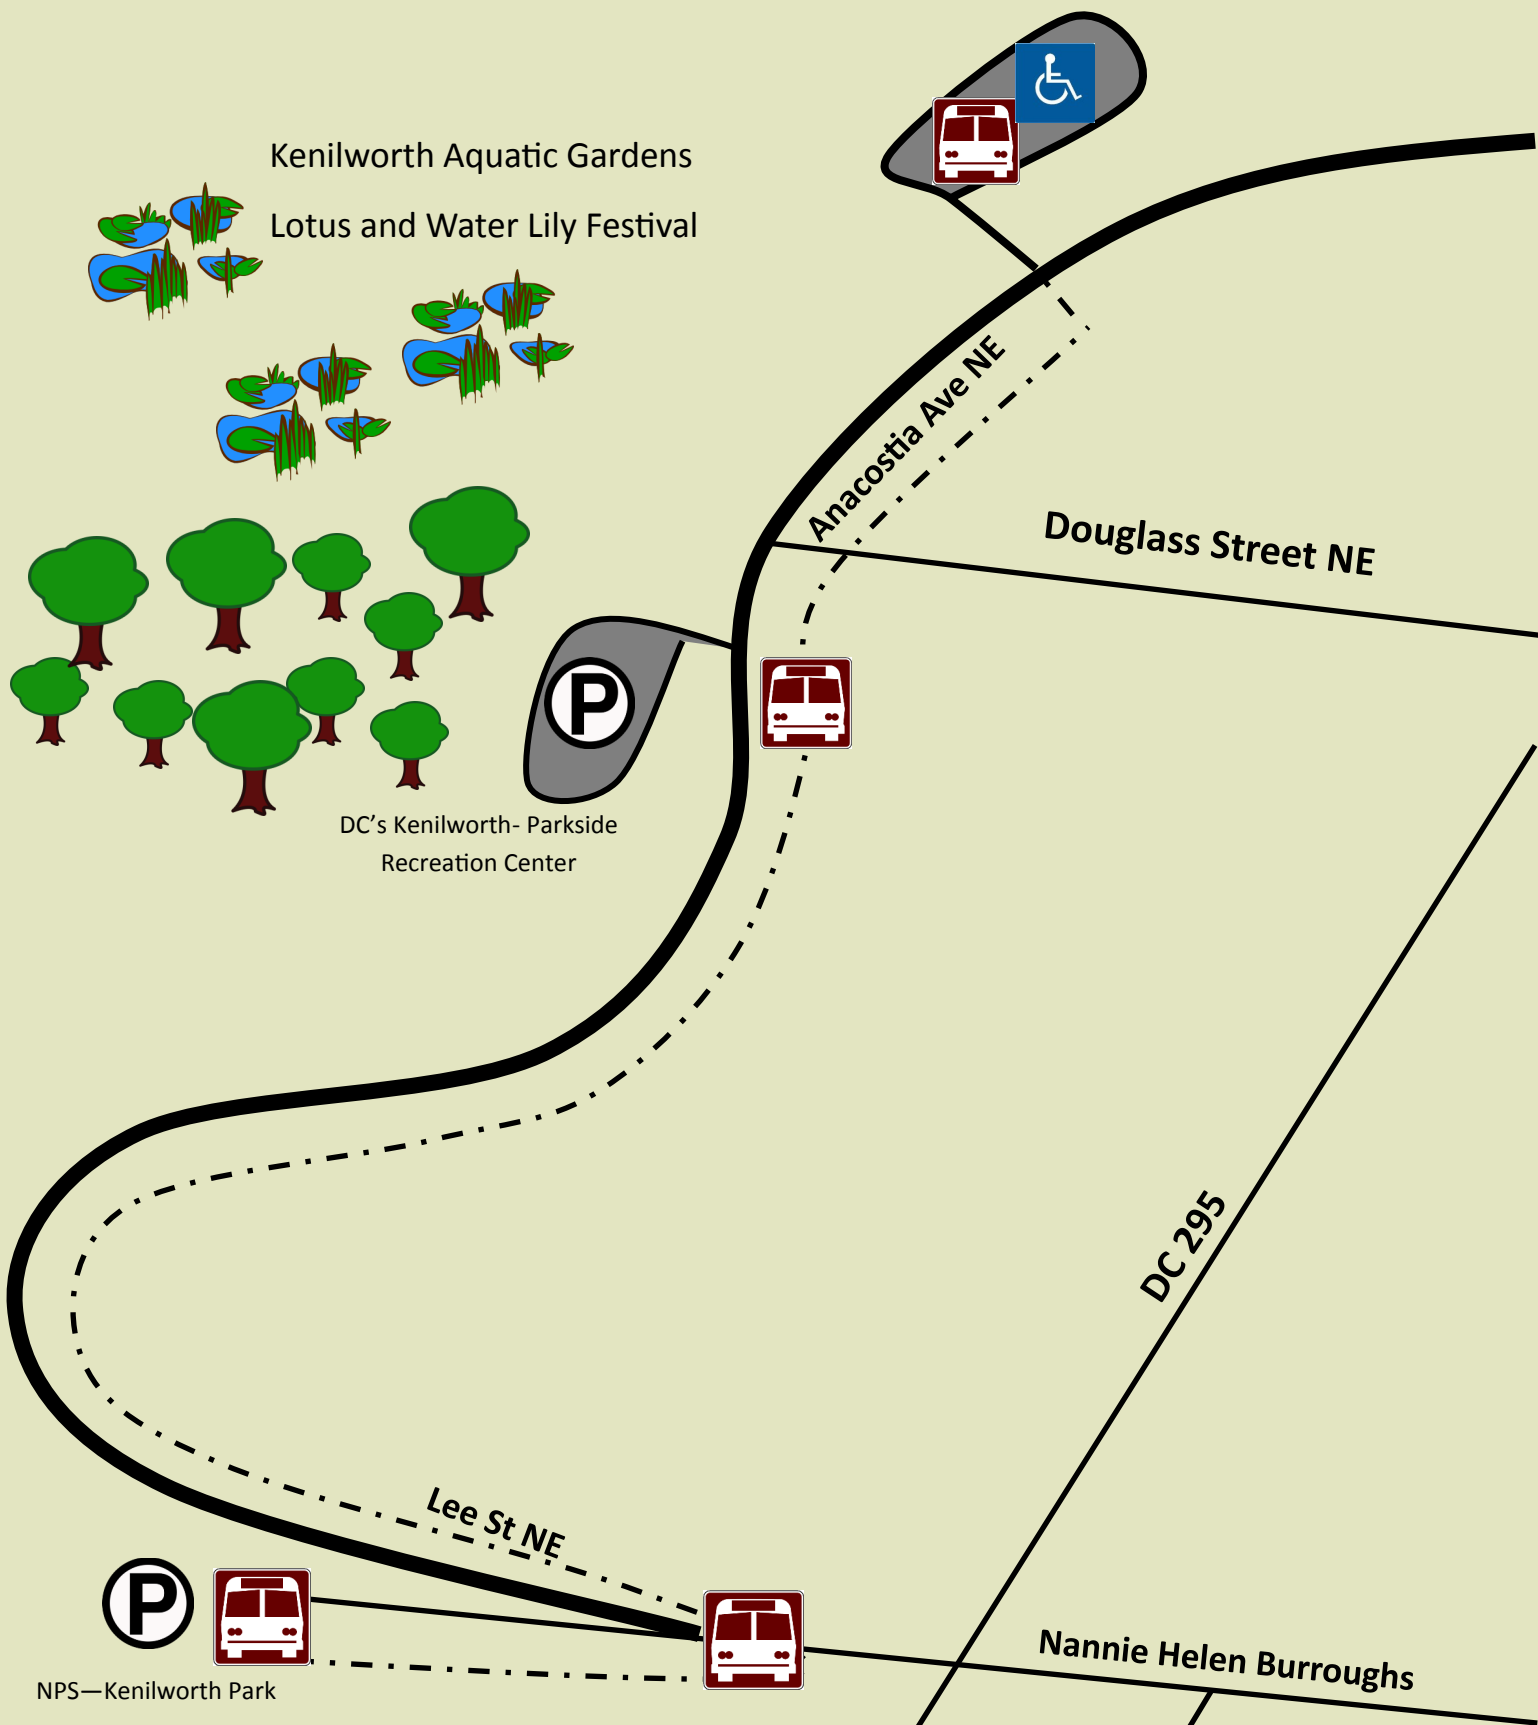 Kenilworth Aquatic Gardens
Lotus and Water Lily Festival
Anacostia Ave NE
Douglass Street NE
P
DC’s Kenilworth- Parkside
Recreation Center
DC 295
Lee St NE
P
NPS—Kenilworth Park
Nannie Helen Burroughs